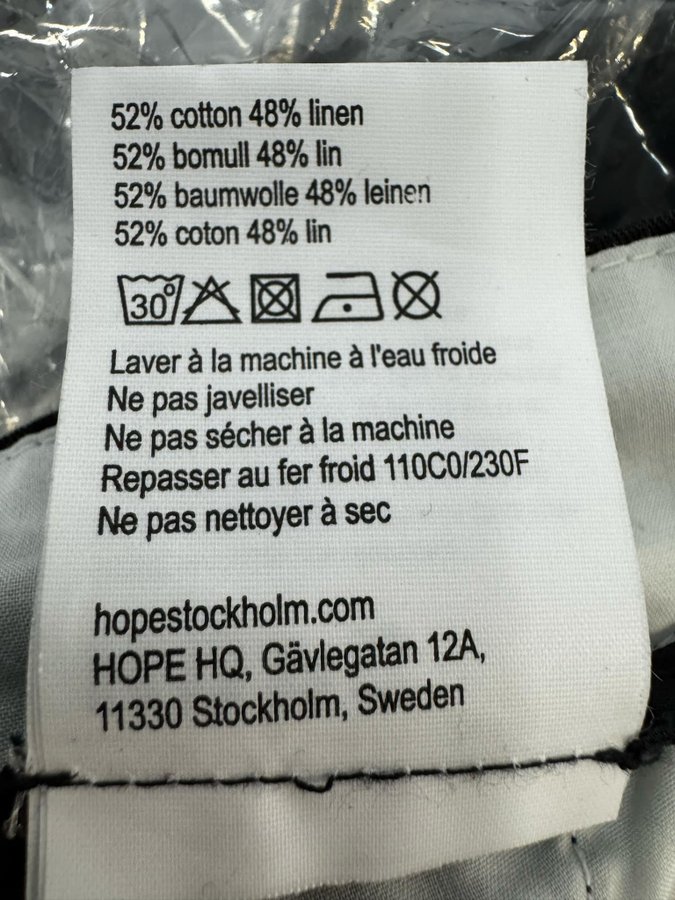 52% cotton 48% linen
52% bomull 48% lin
52% baumwolle 48% leinen
52% coton 48% lin
30°
Laver à la machine à l'eau froide
Ne pas javelliser
Ne pas sécher à la machine
Repasser au fer froid 110C0/230F
Ne pas nettoyer à sec
hopestockholm.com
HOPE HQ, Gävlegatan 12A,
11330 Stockholm, Sweden